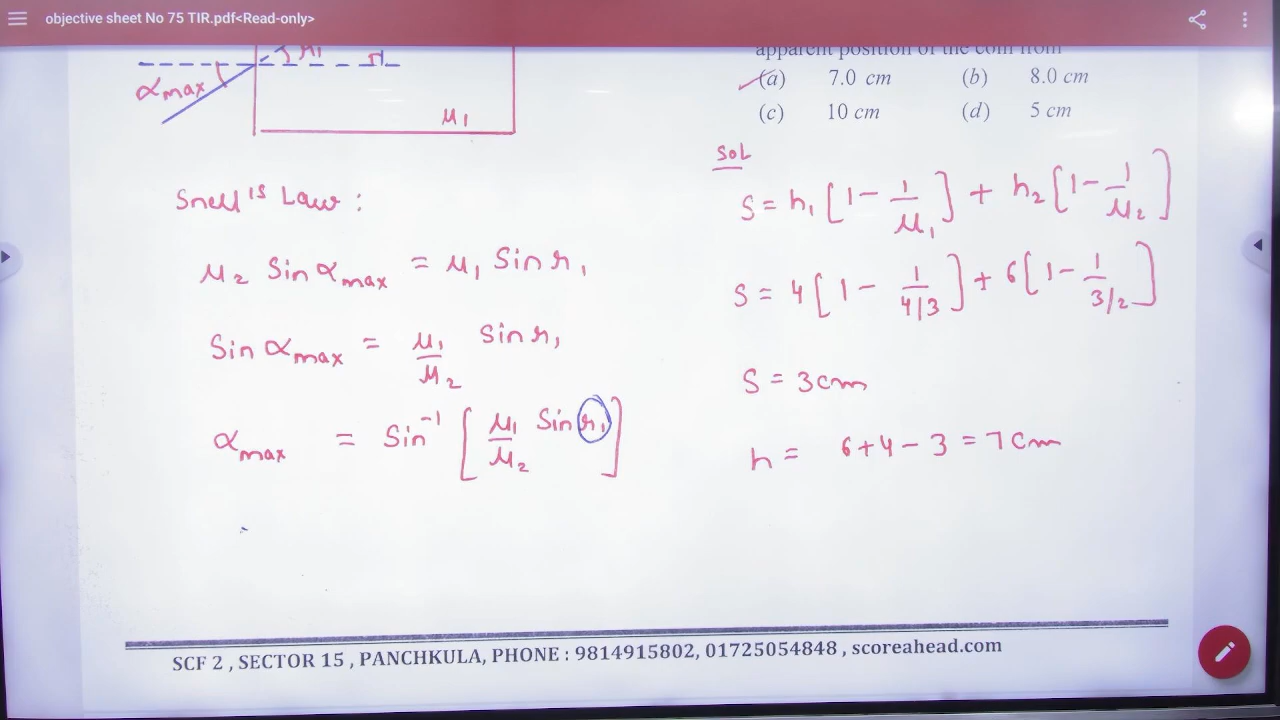 objective sheet No 75 TIR.pdf<Read-only>
αmax
r1
μ1
Snell's Law :
μ2 Sin αmax = μ1 Sin r1
Sin αmax = μ1/μ2 Sin r1
αmax = Sin⁻¹ [ μ1/μ2 Sin r1 ]
apparent position of the coin from
(a) 7.0 cm (b) 8.0 cm
(c) 10 cm (d) 5 cm
Sol
S = h1 [ 1 - 1/μ1 ] + h2 [ 1 - 1/μ2 ]
S = 4 [ 1 - 1/4/3 ] + 6 [ 1 - 1/3/2 ]
S = 3 cm
h = 6+4-3 = 7 cm
SCF 2 , SECTOR 15 , PANCHKULA, PHONE : 9814915802, 01725054848 , scoreahead.com